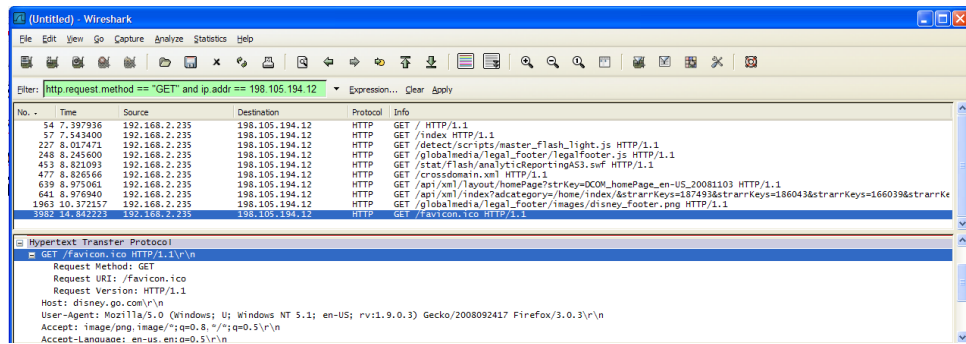 (Untitled) - Wireshark
File Edit View Go Capture Analyze Statistics Help
Filter: http.request.method == "GET" and ip.addr == 198.105.194.12 Expression... Clear Apply
No. - Time Source Destination Protocol Info
54 7.397936 192.168.2.235 198.105.194.12 HTTP GET / HTTP/1.1
57 7.543400 192.168.2.235 198.105.194.12 HTTP GET /index HTTP/1.1
227 8.017471 192.168.2.235 198.105.194.12 HTTP GET /detect/scripts/master_flash_light.js HTTP/1.1
248 8.245600 192.168.2.235 198.105.194.12 HTTP GET /globalmedia/legal_footer/legalfooter.js HTTP/1.1
453 8.821093 192.168.2.235 198.105.194.12 HTTP GET /stat/flash/analyticReportingAS3.swf HTTP/1.1
477 8.826566 192.168.2.235 198.105.194.12 HTTP GET /crossdomain.xml HTTP/1.1
639 8.975061 192.168.2.235 198.105.194.12 HTTP GET /api/xml/layout/homePage?strKey=DCOM_homePage_en-US_20081103 HTTP/1.1
641 8.976940 192.168.2.235 198.105.194.12 HTTP GET /api/xml/index?adcategory=/home/index/&strarrKeys=187493&strarrKeys=186043&strarrKeys=166039&strarrKe
1963 10.372157 192.168.2.235 198.105.194.12 HTTP GET /globalmedia/legal_footer/images/disney_footer.png HTTP/1.1
3982 14.842223 192.168.2.235 198.105.194.12 HTTP GET /favicon.ico HTTP/1.1
Hypertext Transfer Protocol
GET /favicon.ico HTTP/1.1\r\n
Request Method: GET
Request URI: /favicon.ico
Request Version: HTTP/1.1
Host: disney.go.com\r\n
User-Agent: Mozilla/5.0 (Windows; U; Windows NT 5.1; en-US; rv:1.9.0.3) Gecko/2008092417 Firefox/3.0.3\r\n
Accept: image/png,image/*;q=0.8,*/*;q=0.5\r\n
Accept-Language: en-us,en;q=0.5\r\n